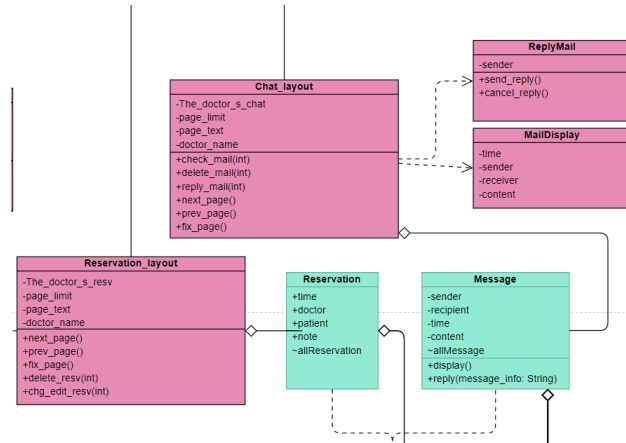 ReplyMail
-sender
+send_reply()
+cancel_reply()
Chat_layout
-The_doctor_s_chat
-page_limit
-page_text
-doctor_name
+check_mail(int)
+delete_mail(int)
+reply_mail(int)
+next_page()
+prev_page()
+fix_page()
MailDisplay
-time
-sender
-receiver
-content
Reservation_layout
-The_doctor_s_resv
-page_limit
-page_text
-doctor_name
+next_page()
+prev_page()
+fix_page()
+delete_resv(int)
+chg_edit_resv(int)
Reservation
+time
+doctor
+patient
+note
~allReservation
Message
-sender
-recipient
-time
-content
~allMessage
+display()
+reply(message_info: String)